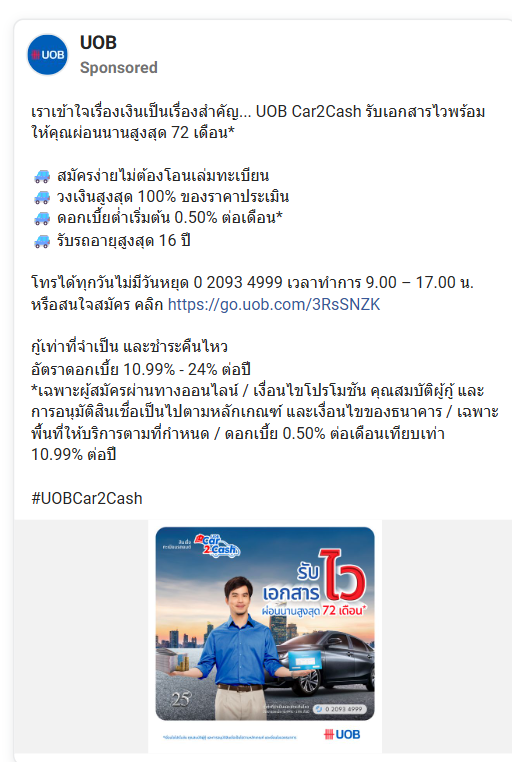 UOB
UOB
Sponsored
เราเข้าใจเรื่องเงินเป็นเรื่องสำคัญ... UOB Car2Cash รับเอกสารไวพร้อม
ให้คุณผ่อนนานสูงสุด 72 เดือน*
สมัครง่ายไม่ต้องโอนเล่มทะเบียน
วงเงินสูงสุด 100% ของราคาประเมิน
ดอกเบี้ยต่ำเริ่มต้น 0.50% ต่อเดือน*
รับรถอายุสูงสุด 16 ปี
โทรได้ทุกวันไม่มีวันหยุด 0 2093 4999 เวลาทำการ 9.00 – 17.00 น.
หรือสนใจสมัคร คลิก https://go.uob.com/3RsSNZK
กู้เท่าที่จำเป็น และชำระคืนไหว
อัตราดอกเบี้ย 10.99% - 24% ต่อปี
*เฉพาะผู้สมัครผ่านทางออนไลน์ / เงื่อนไขโปรโมชัน คุณสมบัติผู้กู้ และ
การอนุมัติสินเชื่อเป็นไปตามหลักเกณฑ์ และเงื่อนไขของธนาคาร / เฉพาะ
พื้นที่ให้บริการตามที่กำหนด / ดอกเบี้ย 0.50% ต่อเดือนเทียบเท่า
10.99% ต่อปี
#UOBCar2Cash
Car
2Cash
รับ
เอกสาร ไว
ผ่อนนานสูงสุด 72 เดือน*
25
0 2093 4999
UOB